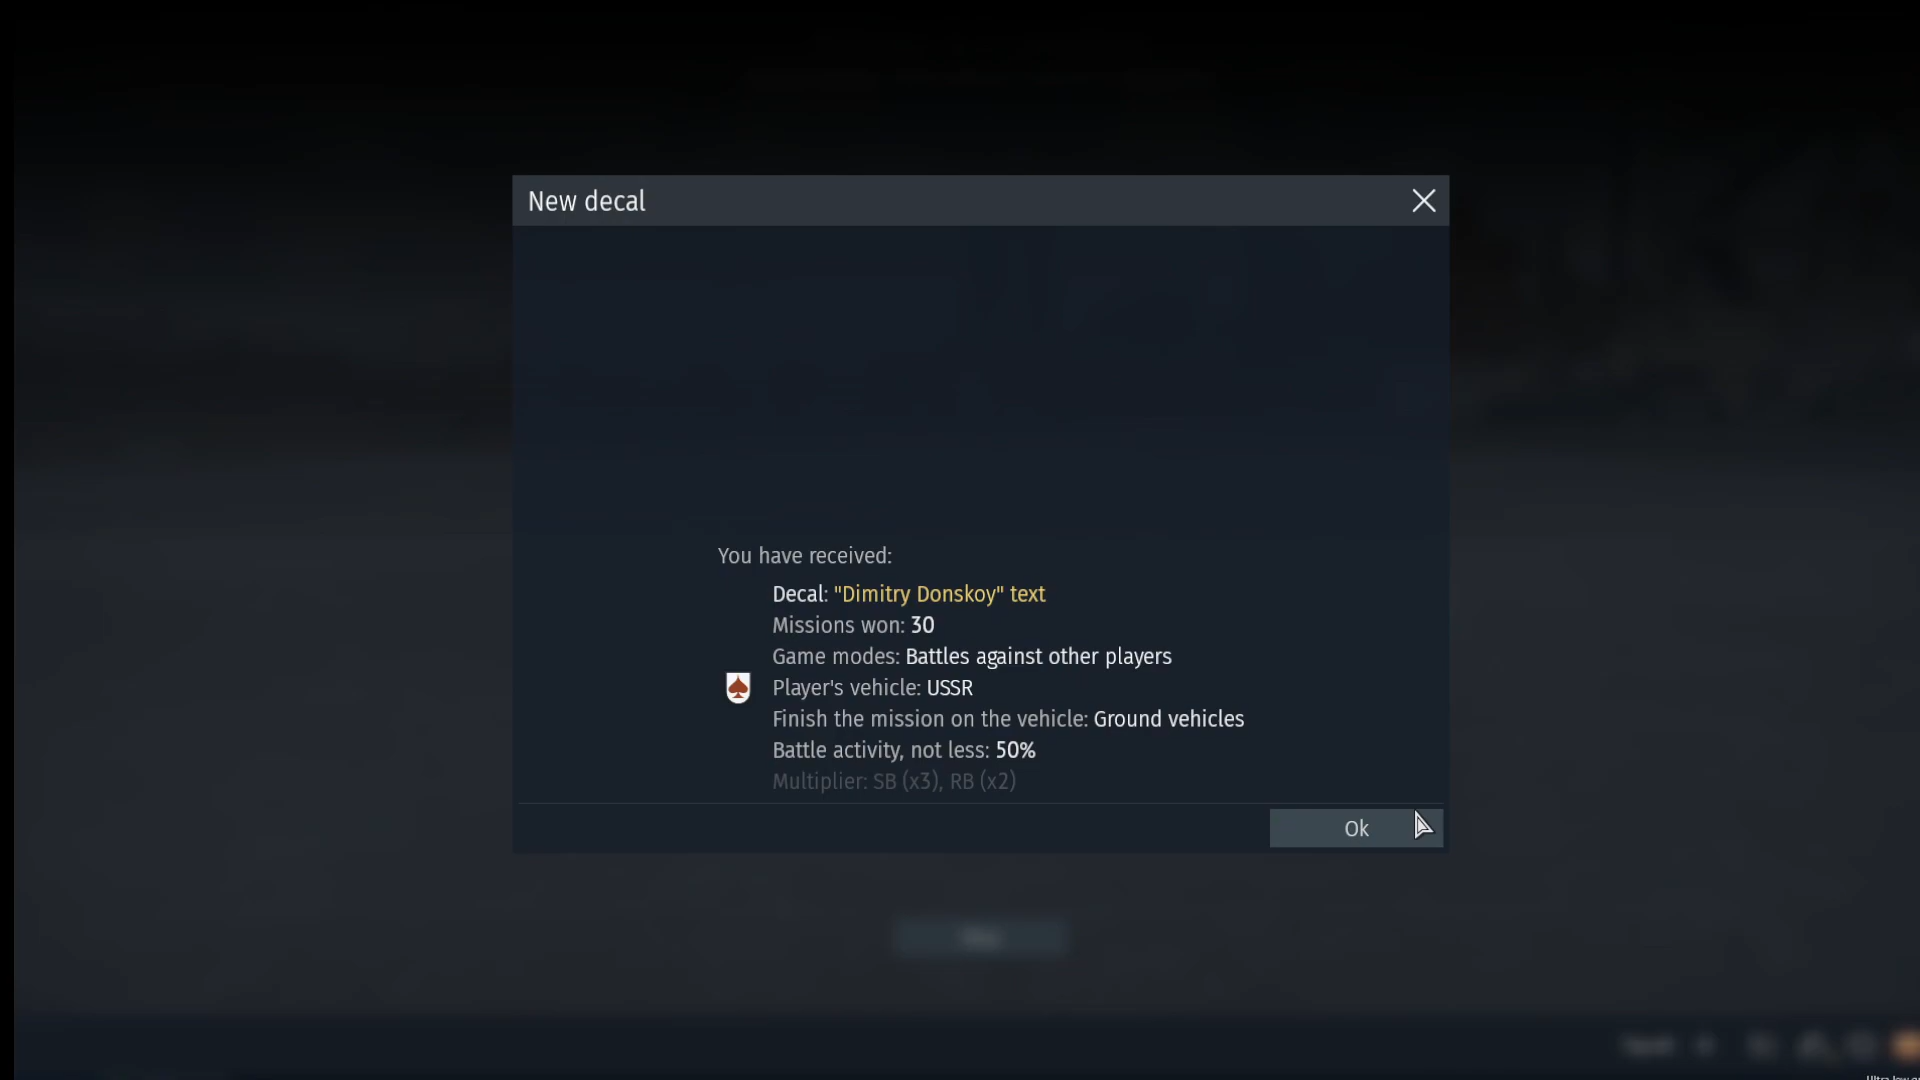 New decal
You have received:
Decal: "Dimitry Donskoy" text
Missions won: 30
Game modes: Battles against other players
Player's vehicle: USSR
Finish the mission on the vehicle: Ground vehicles
Battle activity, not less: 50%
Multiplier: SB (x3), RB (x2)
Ok